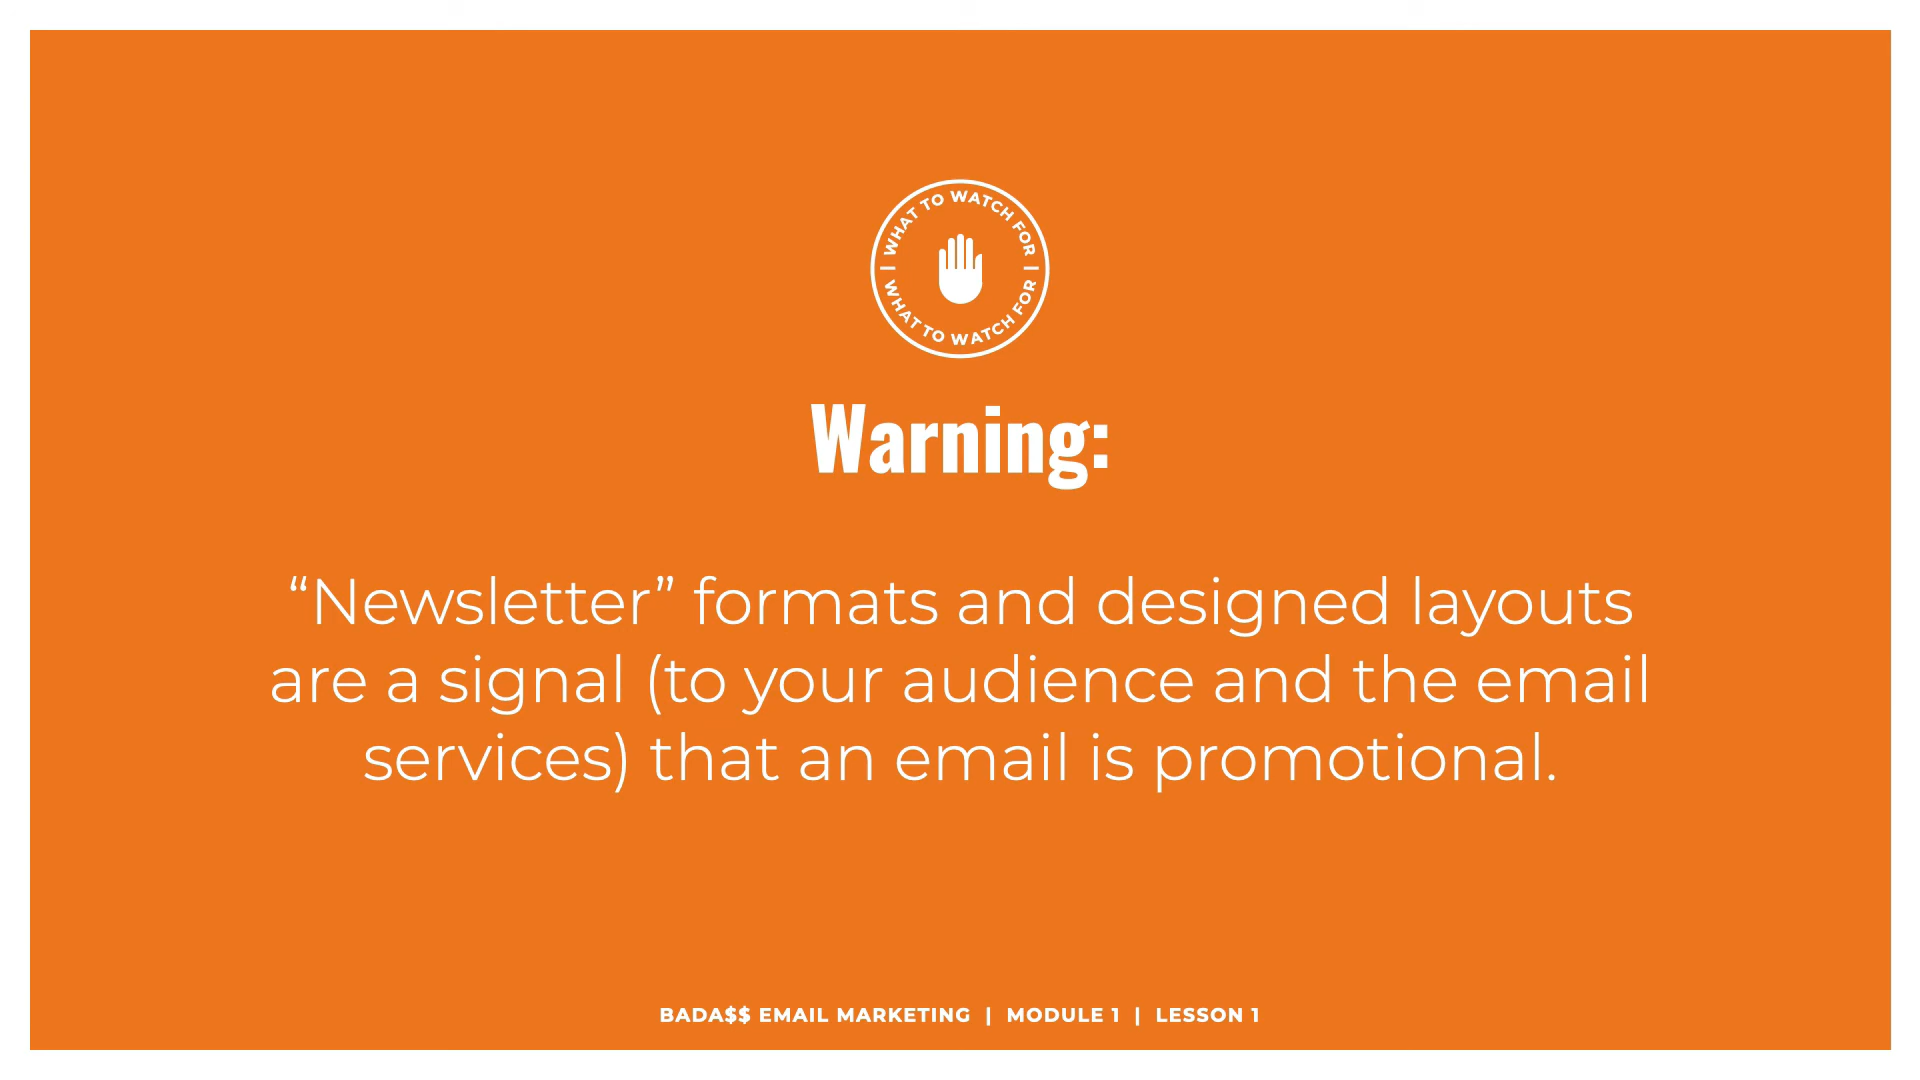 WHAT TO WATCH FOR
WHAT TO WATCH FOR
Warning:
“Newsletter” formats and designed layouts
are a signal (to your audience and the email
services) that an email is promotional.
BADA$$ EMAIL MARKETING | MODULE 1 | LESSON 1